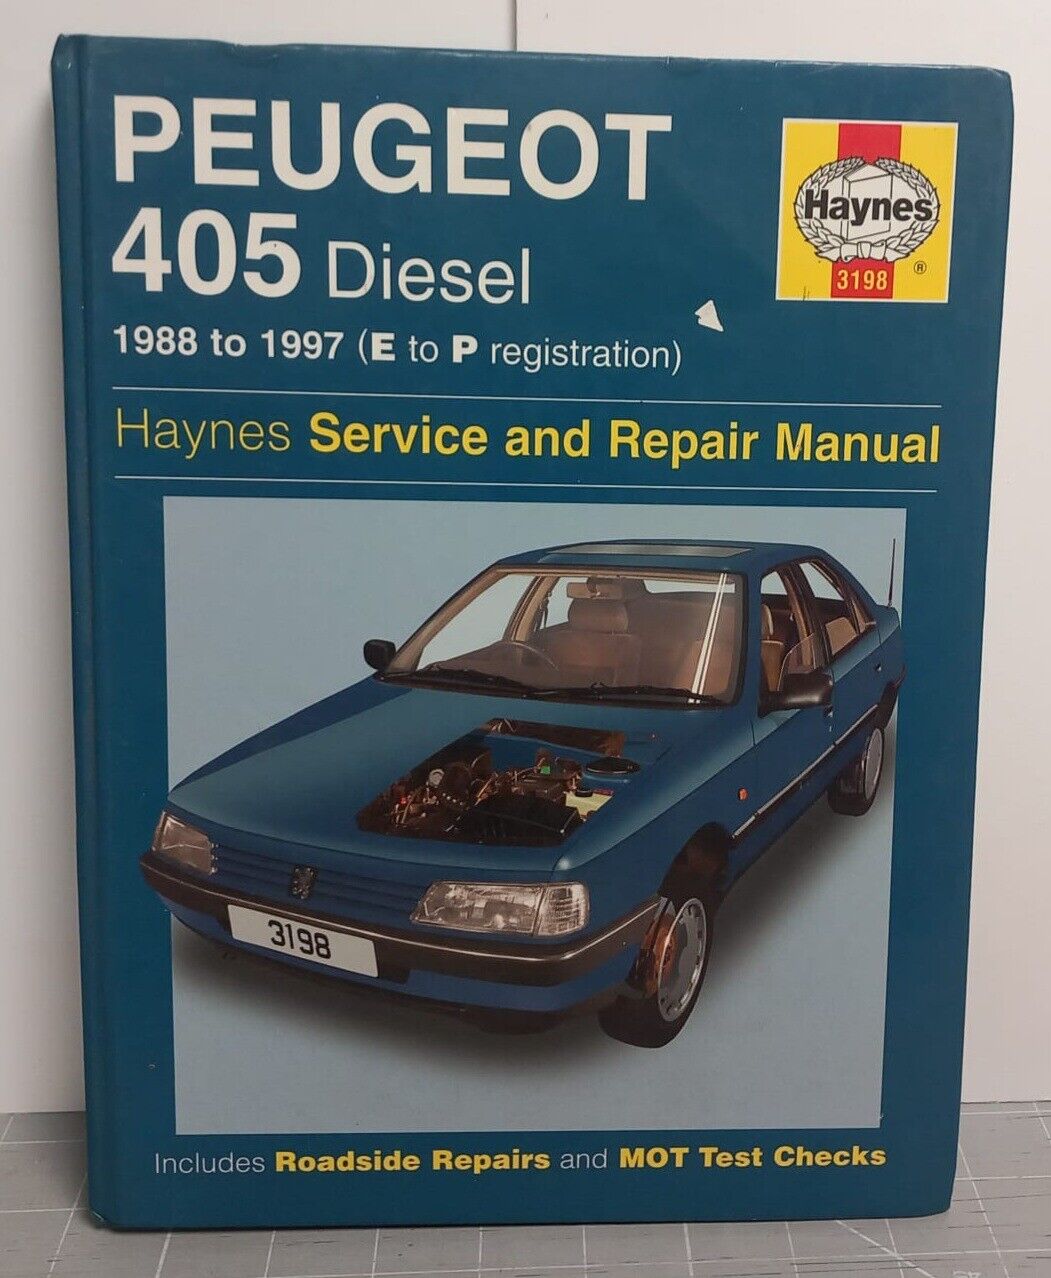 PEUGEOT
405 Diesel
1988 to 1997 (E to P registration)
Haynes
®
3198
Haynes Service and Repair Manual
3198
Includes Roadside Repairs and MOT Test Checks